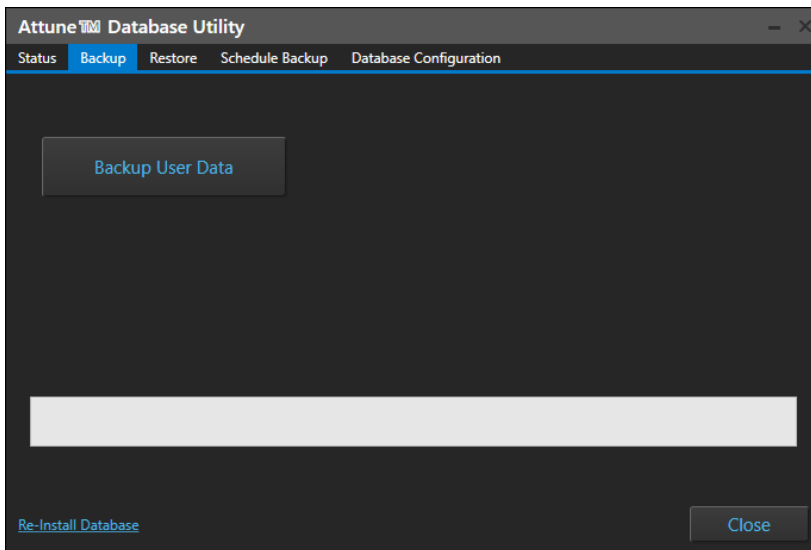 Attune™ Database Utility
Status Backup Restore Schedule Backup Database Configuration
Backup User Data
Re-Install Database Close